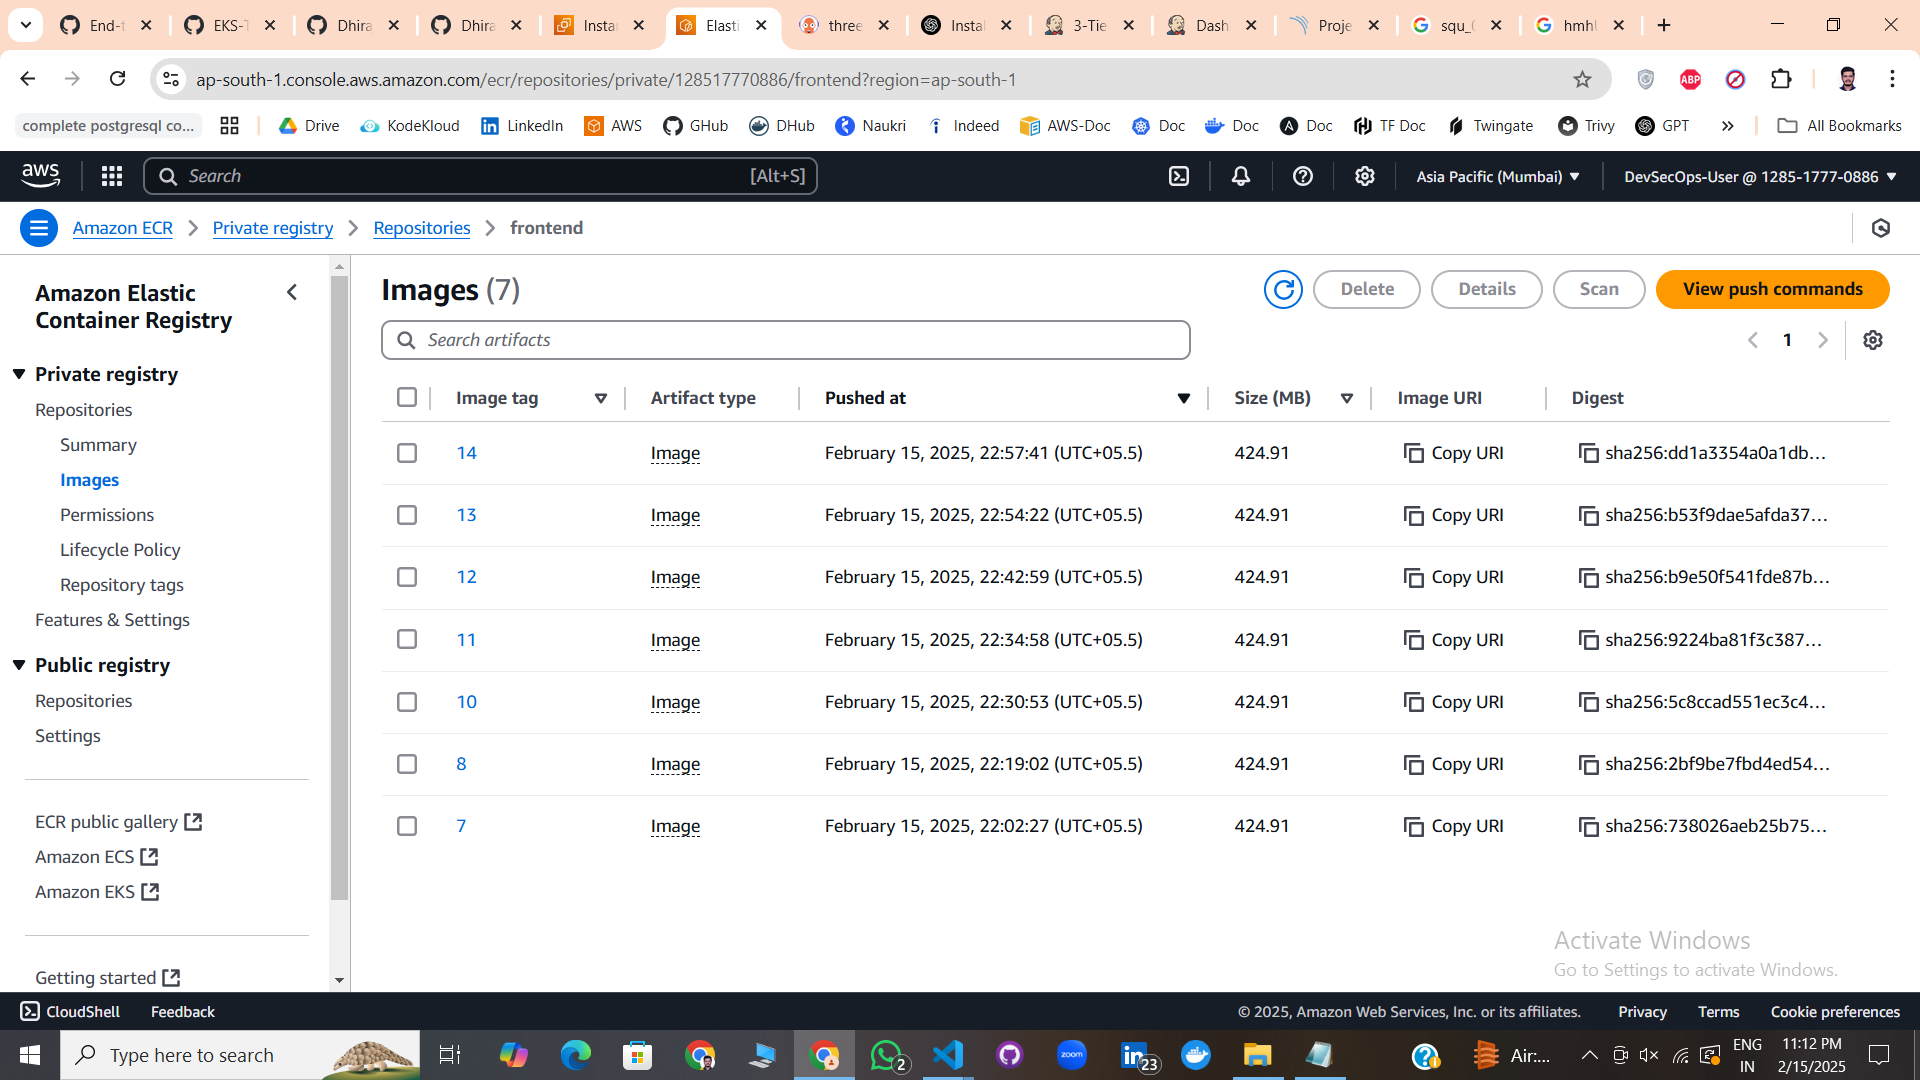 End-t
EKS-T
Dhira
Dhira
Instan
Elasti
three
Instal
3-Tie
Dash
Proje
squ_
hmhl
ap-south-1.console.aws.amazon.com/ecr/repositories/private/128517770886/frontend?region=ap-south-1
ABP
complete postgresql co...
Drive
KodeKloud
LinkedIn
AWS
GHub
DHub
Naukri
Indeed
AWS-Doc
Doc
Doc
Doc
TF Doc
Twingate
Trivy
GPT
All Bookmarks
aws
Search
[Alt+S]
Asia Pacific (Mumbai)
DevSecOps-User @ 1285-1777-0886
Amazon ECR
Private registry
Repositories
frontend
Amazon Elastic
Container Registry
Private registry
Repositories
Summary
Images
Permissions
Lifecycle Policy
Repository tags
Features & Settings
Public registry
Repositories
Settings
ECR public gallery
Amazon ECS
Amazon EKS
Getting started
Images (7)
Delete
Details
Scan
View push commands
Search artifacts
1
Image tag Artifact type Pushed at Size (MB) Image URI Digest
14 Image February 15, 2025, 22:57:41 (UTC+05.5) 424.91 Copy URI sha256:dd1a3354a0a1db...
13 Image February 15, 2025, 22:54:22 (UTC+05.5) 424.91 Copy URI sha256:b53f9dae5afda37...
12 Image February 15, 2025, 22:42:59 (UTC+05.5) 424.91 Copy URI sha256:b9e50f541fde87b...
11 Image February 15, 2025, 22:34:58 (UTC+05.5) 424.91 Copy URI sha256:9224ba81f3c387...
10 Image February 15, 2025, 22:30:53 (UTC+05.5) 424.91 Copy URI sha256:5c8ccad551ec3c4...
8 Image February 15, 2025, 22:19:02 (UTC+05.5) 424.91 Copy URI sha256:2bf9be7fbd4ed54...
7 Image February 15, 2025, 22:02:27 (UTC+05.5) 424.91 Copy URI sha256:738026aeb25b75...
Activate Windows
Go to Settings to activate Windows.
CloudShell
Feedback
© 2025, Amazon Web Services, Inc. or its affiliates.
Privacy
Terms
Cookie preferences
Type here to search
2
zoom
23
Air:...
ENG
IN
11:12 PM
2/15/2025